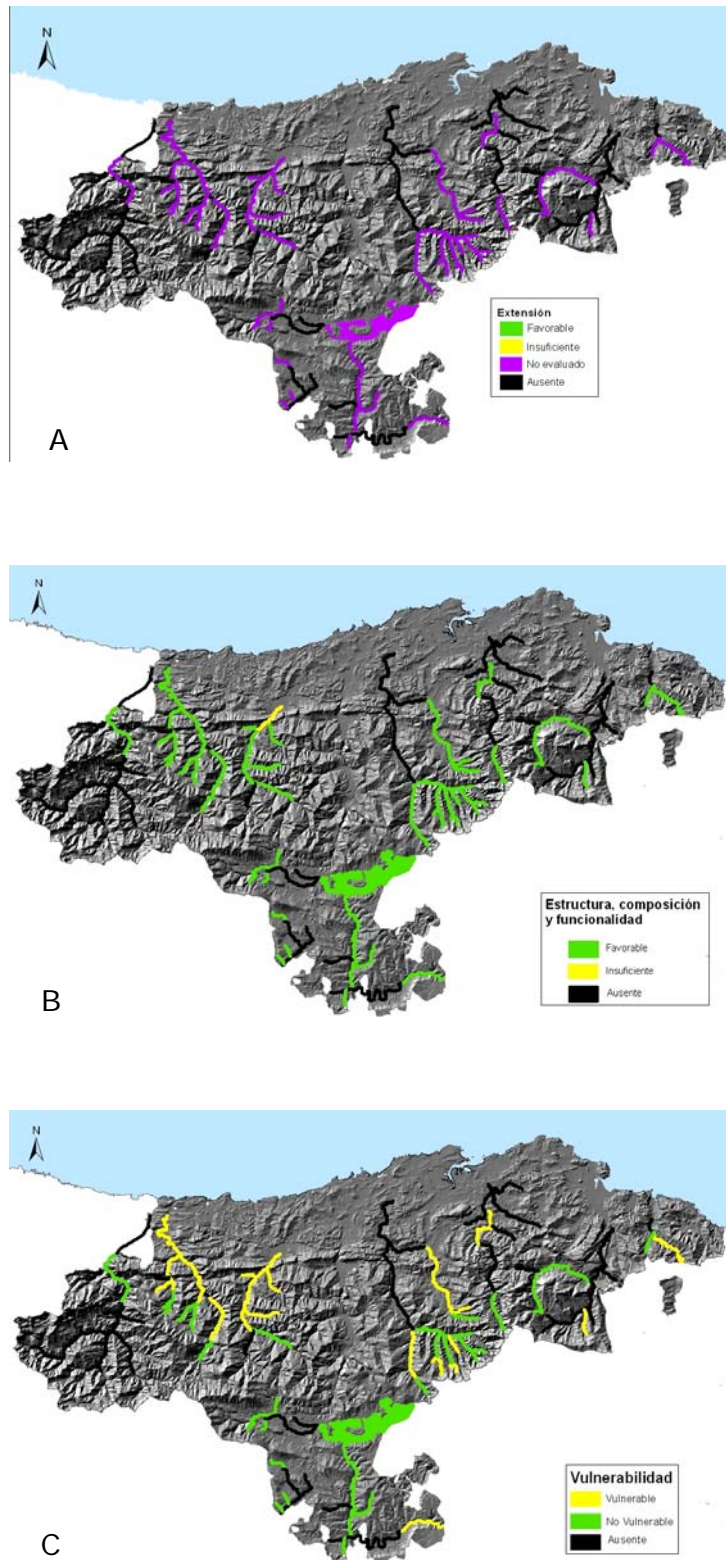 N
Extensión
Favorable
Insuficiente
No evaluado
Ausente
A
N
Estructura, composición
y funcionalidad
Favorable
Insuficiente
Ausente
B
N
Vulnerabilidad
Vulnerable
No Vulnerable
Ausente
C